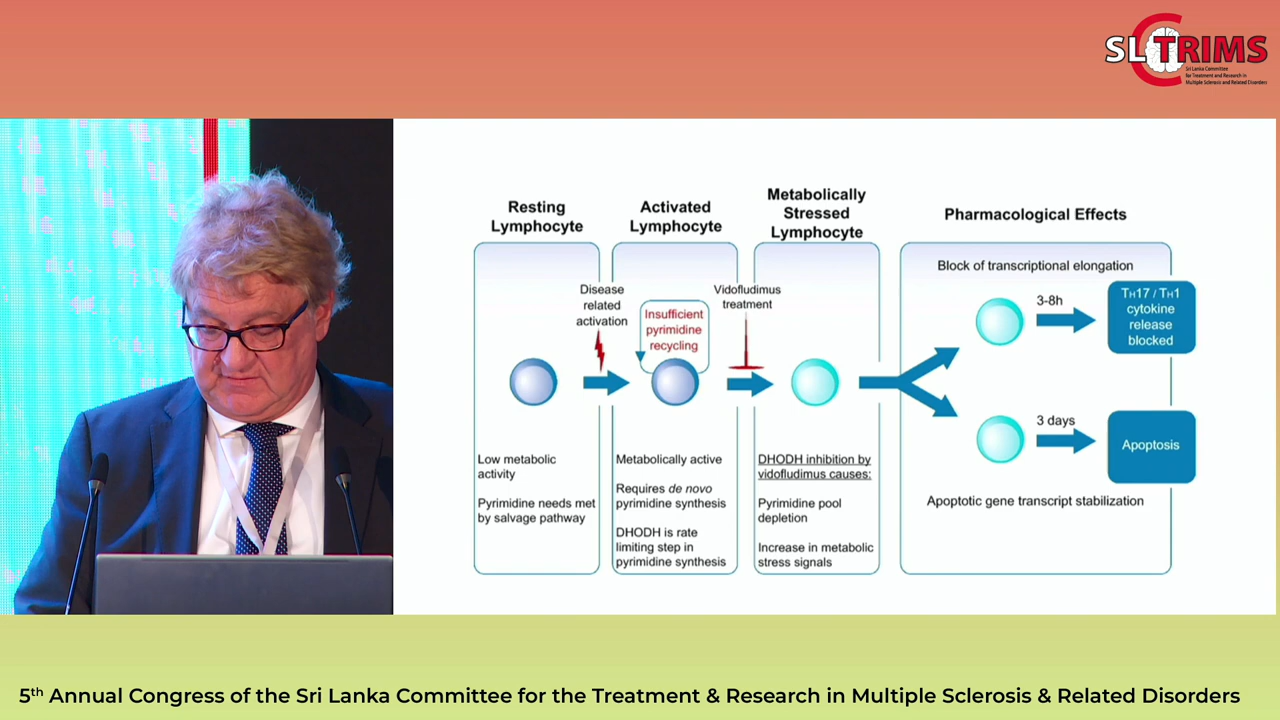 SLCTRIMS
Sri Lanka Committee
for Treatment and Research in
Multiple Sclerosis and Related Disorders
Resting
Lymphocyte
Activated
Lymphocyte
Metabolically
Stressed
Lymphocyte
Pharmacological Effects
Disease
related
activation
Insufficient
pyrimidine
recycling
Vidofludimus
treatment
Block of transcriptional elongation
3-8h
TH17 / TH1
cytokine
release
blocked
3 days
Apoptosis
Apoptotic gene transcript stabilization
Low metabolic
activity
Pyrimidine needs met
by salvage pathway
Metabolically active
Requires de novo
pyrimidine synthesis
DHODH is rate
limiting step in
pyrimidine synthesis
DHODH inhibition by
vidofludimus causes:
Pyrimidine pool
depletion
Increase in metabolic
stress signals
5th Annual Congress of the Sri Lanka Committee for the Treatment & Research in Multiple Sclerosis & Related Disorders